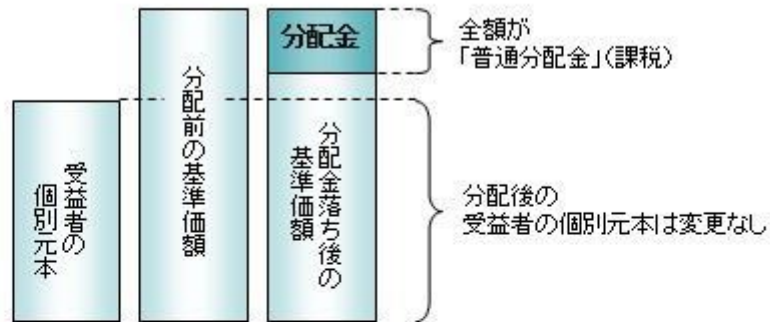 受益者の
個別元本
分配前の基準価額
分配金
分配金落ち後の
基準価額
全額が
「普通分配金」(課税)
分配後の
受益者の個別元本は変更なし